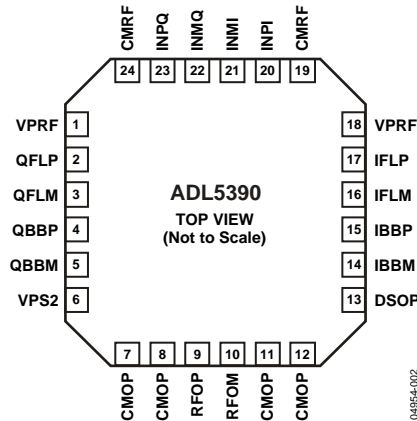 CMRF INPQ INMQ INMI INPI CMRF
24 23 22 21 20 19
VPRF 1 18 VPRF
QFLP 2 17 IFLP
QFLM 3 16 IFLM
QBBP 4 15 IBBP
QBBM 5 14 IBBM
VPS2 6 13 DSOP
ADL5390
TOP VIEW
(Not to Scale)
7 8 9 10 11 12
CMOP CMOP RFOP RFOM CMOP CMOP
04954-002